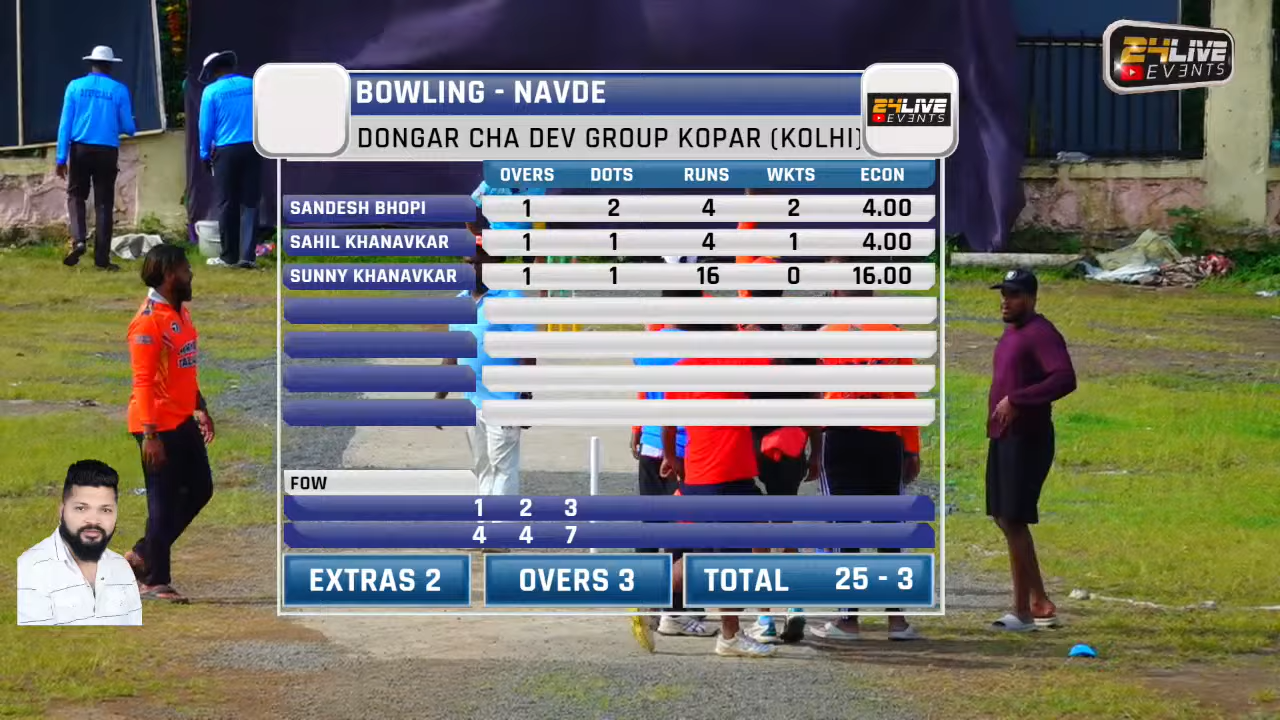 24LIVE
EVENTS
BOWLING - NAVDE
DONGAR CHA DEV GROUP KOPAR (KOLHI)
24LIVE
EVENTS
OVERS DOTS RUNS WKTS ECON
SANDESH BHOPI 1 2 4 2 4.00
SAHIL KHANAVKAR 1 1 4 1 4.00
SUNNY KHANAVKAR 1 1 16 0 16.00
FOW
1 2 3
4 4 7
EXTRAS 2 OVERS 3 TOTAL 25 - 3